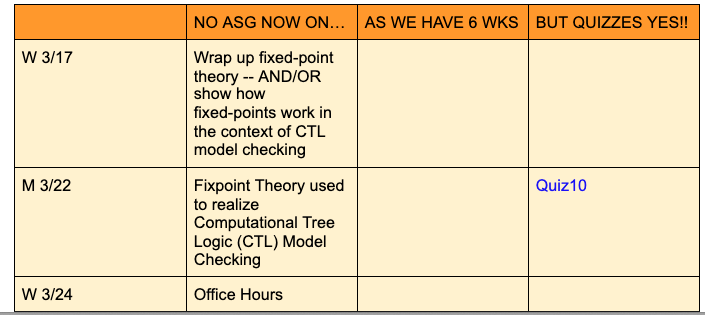 NO ASG NOW ON… AS WE HAVE 6 WKS BUT QUIZZES YES!!
W 3/17 Wrap up fixed-point
theory -- AND/OR
show how
fixed-points work in
the context of CTL
model checking
M 3/22 Fixpoint Theory used Quiz10
to realize
Computational Tree
Logic (CTL) Model
Checking
W 3/24 Office Hours